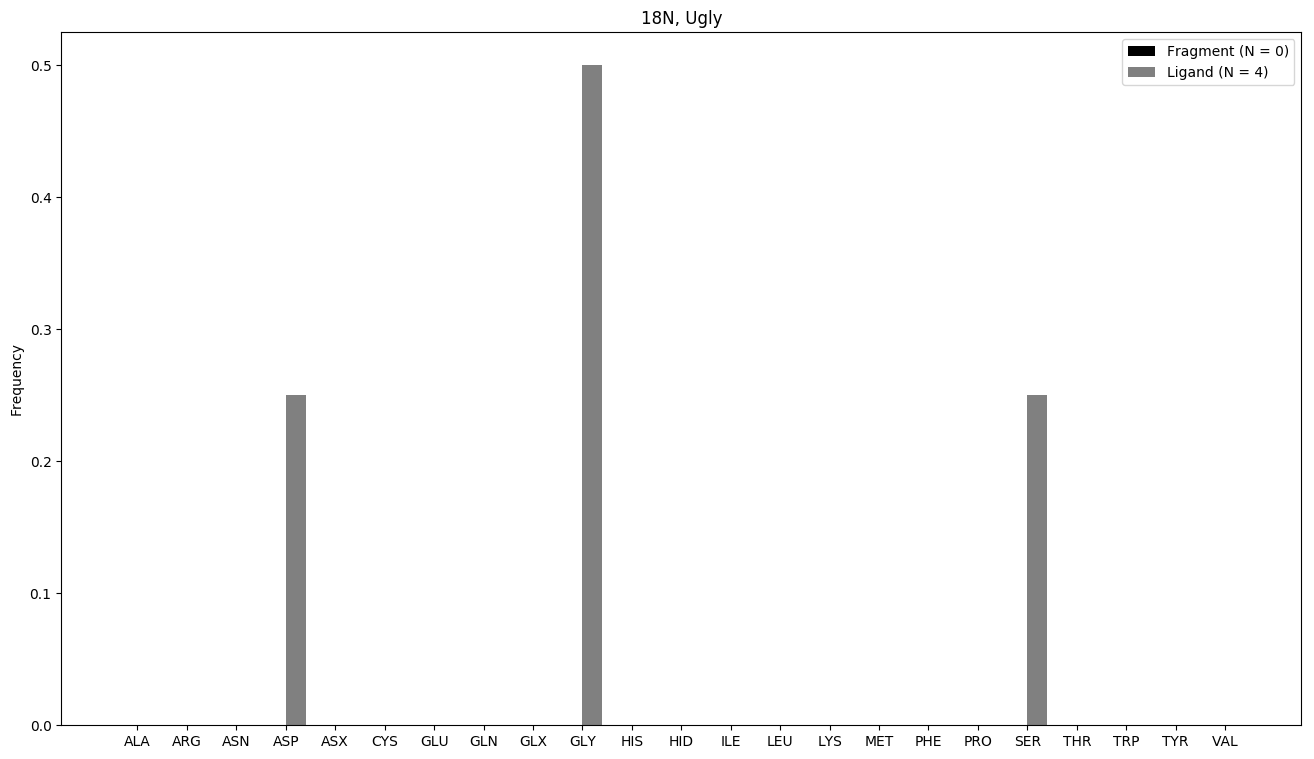 18N, Ugly
Fragment (N = 0)
Ligand (N = 4)
0.5
0.4
0.3
0.2
0.1
0.0
Frequency
ALA ARG ASN ASP ASX CYS GLU GLN GLX GLY HIS HID ILE LEU LYS MET PHE PRO SER THR TRP TYR VAL